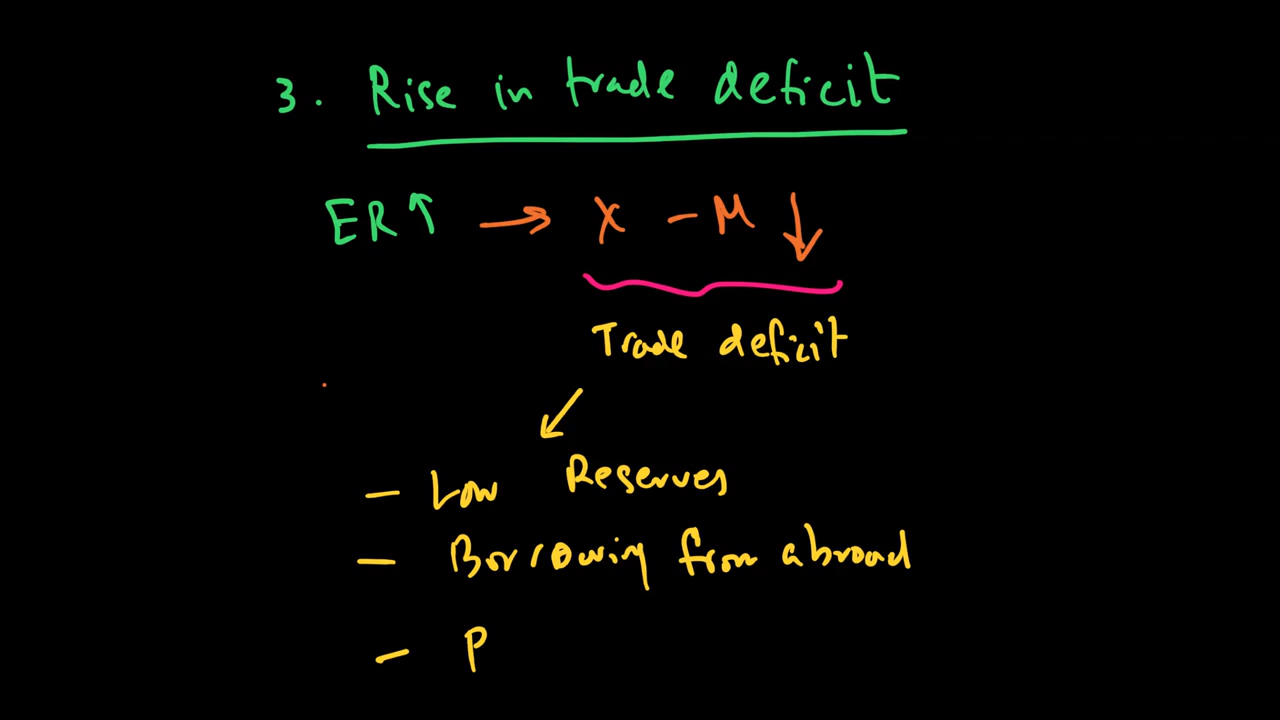 3. Rise in trade deficit
ER↑ → X - M ↓
Trade deficit
- Low Reserves
- Borrowing from abroad
- P